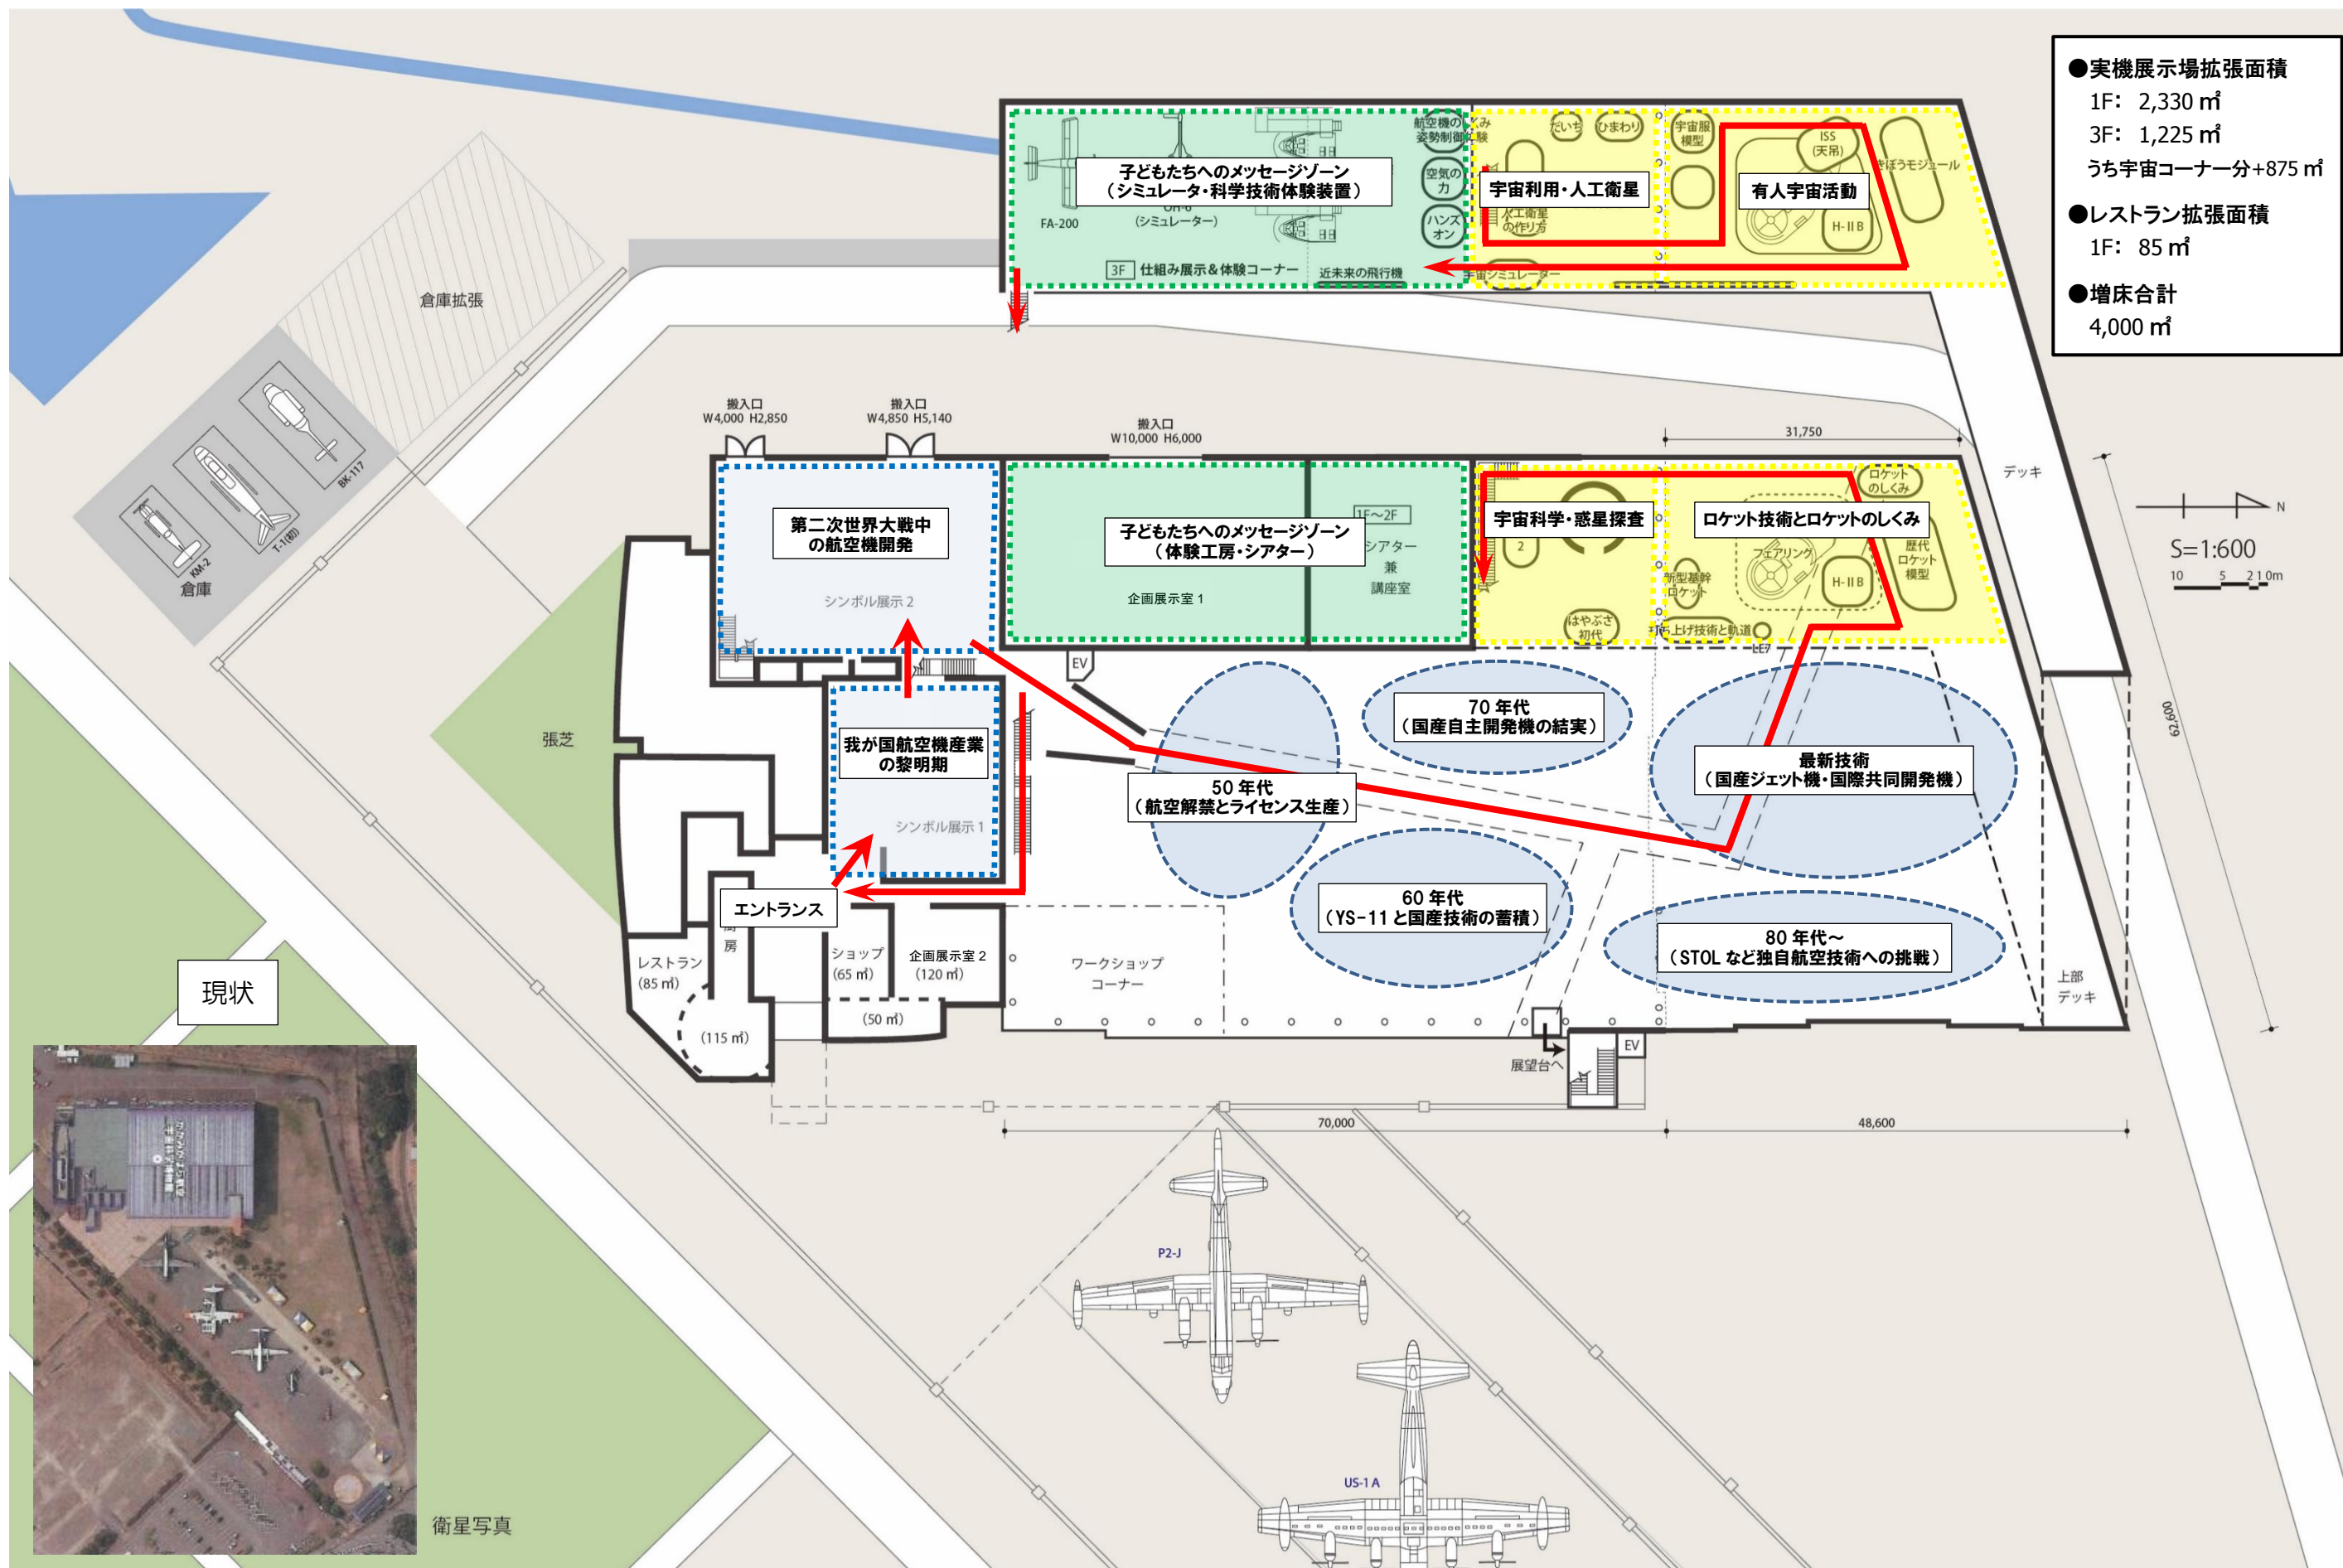 ●実機展示場拡張面積
1F： 2,330 ㎡
3F： 1,225 ㎡
うち宇宙コーナー分+875 ㎡
●レストラン拡張面積
1F： 85 ㎡
●増床合計
4,000 ㎡
子どもたちへのメッセージゾーン
（シミュレータ・科学技術体験装置）
FA-200
（シミュレーター）
3F 仕組み展示＆体験コーナー
近未来の飛行機
空気の
力
ハンズ
オン
だいち
ひまわり
宇宙利用・人工衛星
人工衛星
の作り方
宇宙シミュレーター
宇宙服
模型
ISS
(天吊)
きぼうモジュール
有人宇宙活動
H-ⅡB
倉庫拡張
BK-117
T-1(初)
KM-2
倉庫
搬入口
W4,000 H2,850
搬入口
W4,850 H5,140
搬入口
W10,000 H6,000
31,750
デッキ
N
S=1:600
10 5 2 1 0m
62,600
第二次世界大戦中
の航空機開発
シンボル展示 2
子どもたちへのメッセージゾーン
（体験工房・シアター）
企画展示室 1
1F～2F
シアター
兼
講座室
宇宙科学・惑星探査
2
はやぶさ
初代
ロケット技術とロケットのしくみ
ロケット
のしくみ
フェアリング
新型基幹
ロケット
H-ⅡB
歴代
ロケット
模型
打ち上げ技術と軌道
LE7
EV
張芝
我が国航空機産業
の黎明期
シンボル展示 1
70 年代
（国産自主開発機の結実）
最新技術
（国産ジェット機・国際共同開発機）
50 年代
（航空解禁とライセンス生産）
60 年代
（YS-11 と国産技術の蓄積）
80 年代～
（STOL など独自航空技術への挑戦）
エントランス
房
レストラン
(85 ㎡)
(115 ㎡)
ショップ
(65 ㎡)
企画展示室 2
(120 ㎡)
(50 ㎡)
ワークショップ
コーナー
上部
デッキ
展望台へ
EV
70,000
48,600
現状
衛星写真
P2-J
US-1 A